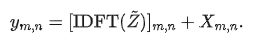 y_{m,n} = [IDFT(\tilde{Z})]_{m,n} + X_{m,n}.